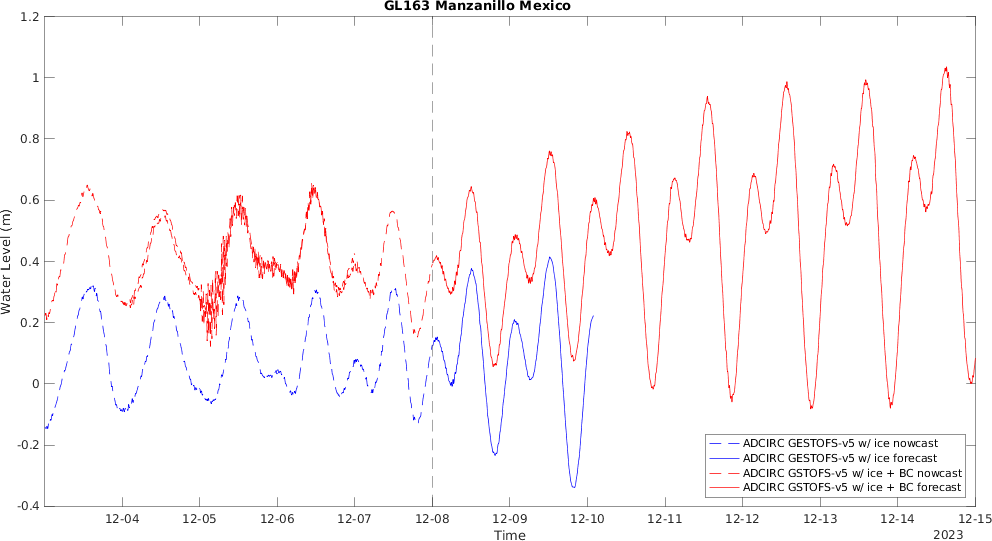 GL163 Manzanillo Mexico
1.2
1
0.8
0.6
0.4
0.2
0
-0.2
-0.4
Water Level (m)
12-04 12-05 12-06 12-07 12-08 12-09 12-10 12-11 12-12 12-13 12-14 12-15
Time
2023
ADCIRC GESTOFS-v5 w/ ice nowcast
ADCIRC GESTOFS-v5 w/ ice forecast
ADCIRC GSTOFS-v5 w/ ice + BC nowcast
ADCIRC GSTOFS-v5 w/ ice + BC forecast